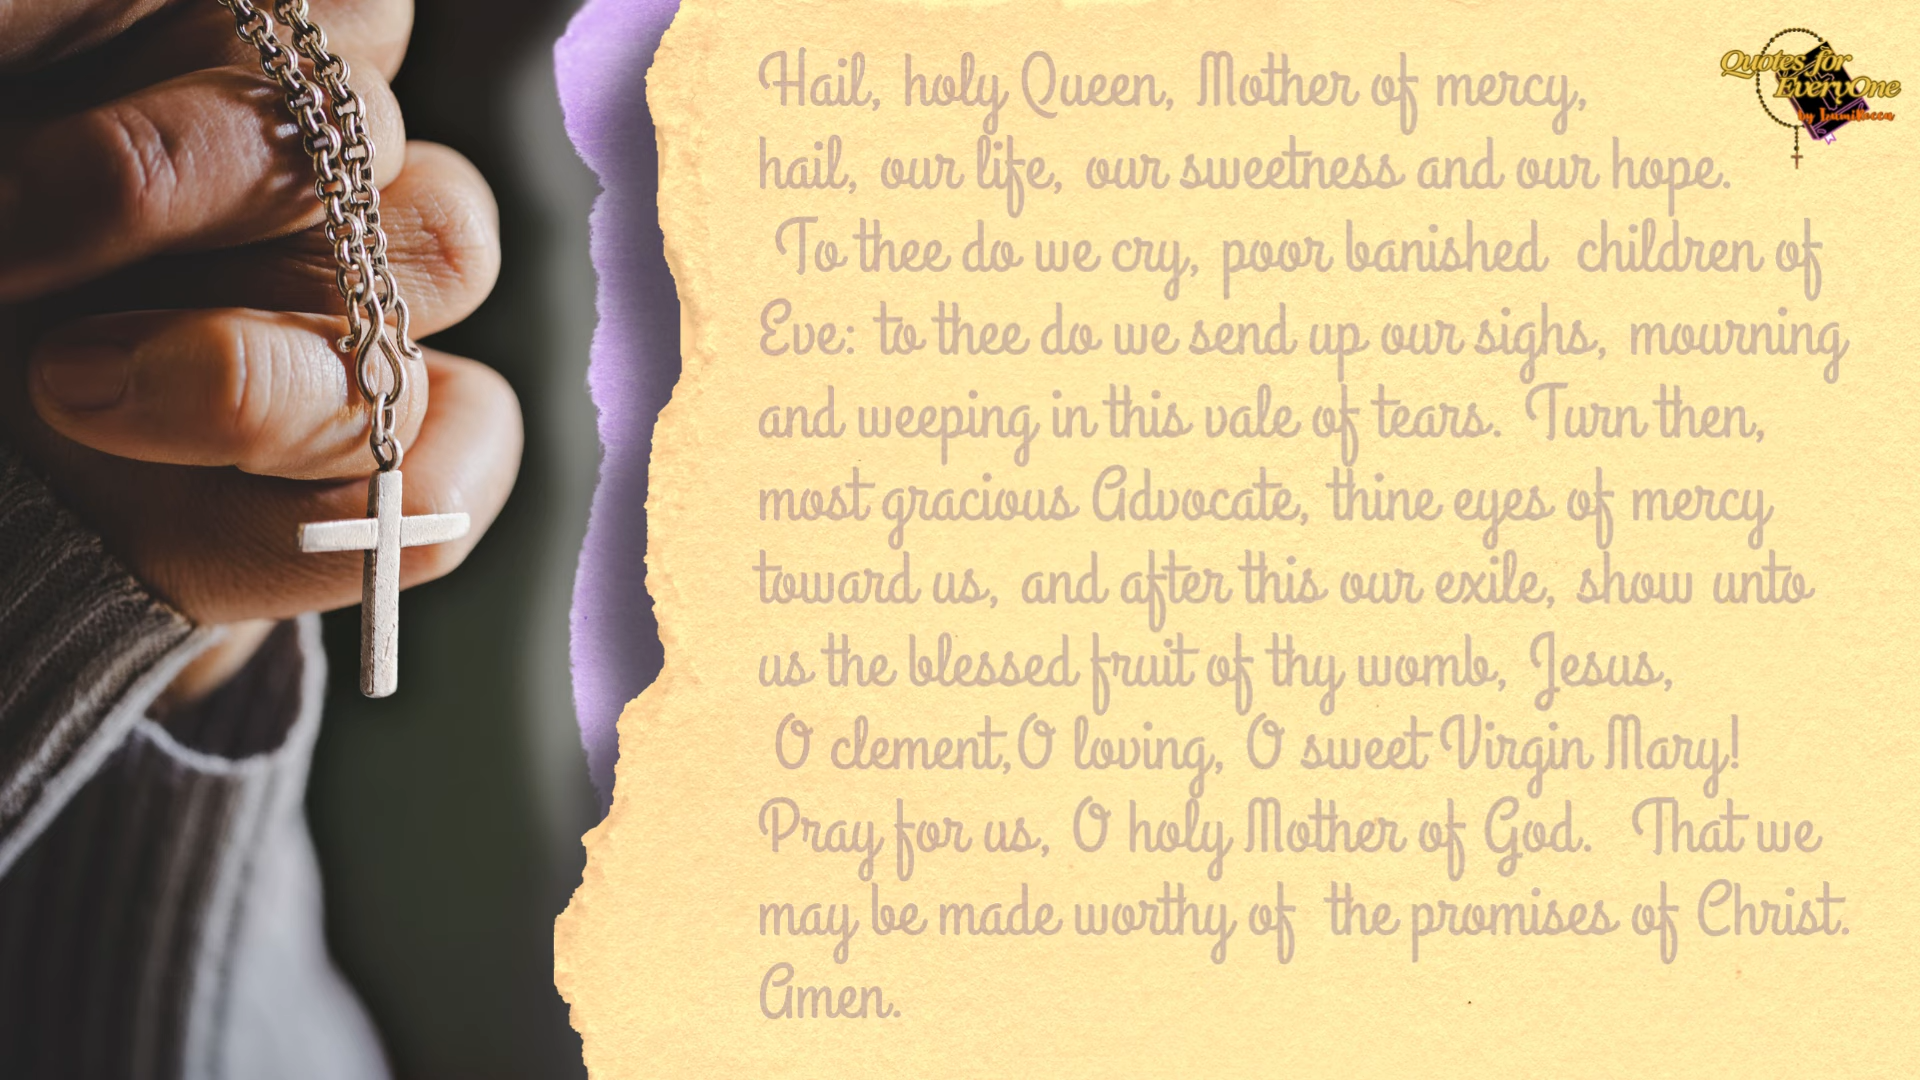 Hail, holy Queen, Mother of mercy,
hail, our life, our sweetness and our hope.
To thee do we cry, poor banished children of
Eve: to thee do we send up our sighs, mourning
and weeping in this vale of tears. Turn then,
most gracious Advocate, thine eyes of mercy
toward us, and after this our exile, show unto
us the blessed fruit of thy womb, Jesus,
O clement,O loving, O sweet Virgin Mary!
Pray for us, O holy Mother of God. That we
may be made worthy of the promises of Christ.
Amen.
Quotes for
EveryOne
by